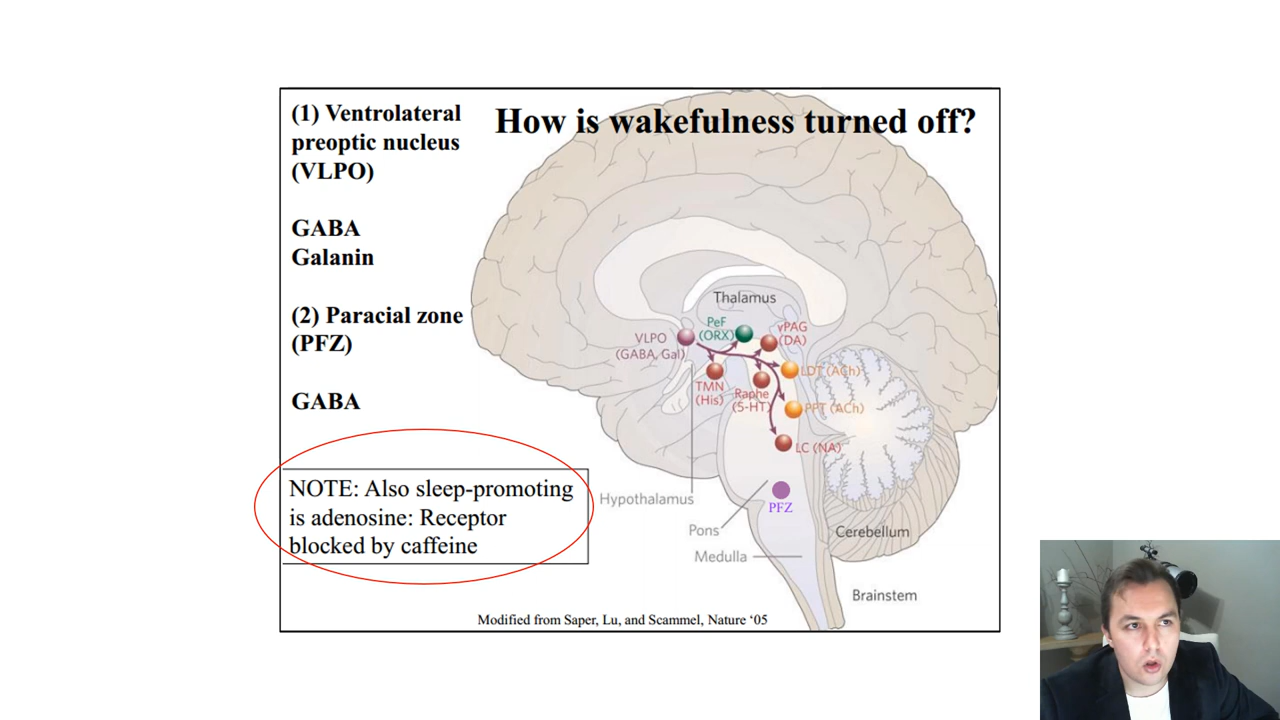 How is wakefulness turned off?
(1) Ventrolateral
preoptic nucleus
(VLPO)
GABA
Galanin
(2) Paracial zone
(PFZ)
GABA
NOTE: Also sleep-promoting
is adenosine: Receptor
blocked by caffeine
Thalamus
VLPO
(GABA, Gal)
PeF
(ORX)
vPAG
(DA)
TMN
(His)
Raphe
(5-HT)
LDT (ACh)
PPT (ACh)
LC (NA)
PFZ
Hypothalamus
Pons
Medulla
Cerebellum
Brainstem
Modified from Saper, Lu, and Scammel, Nature ‘05